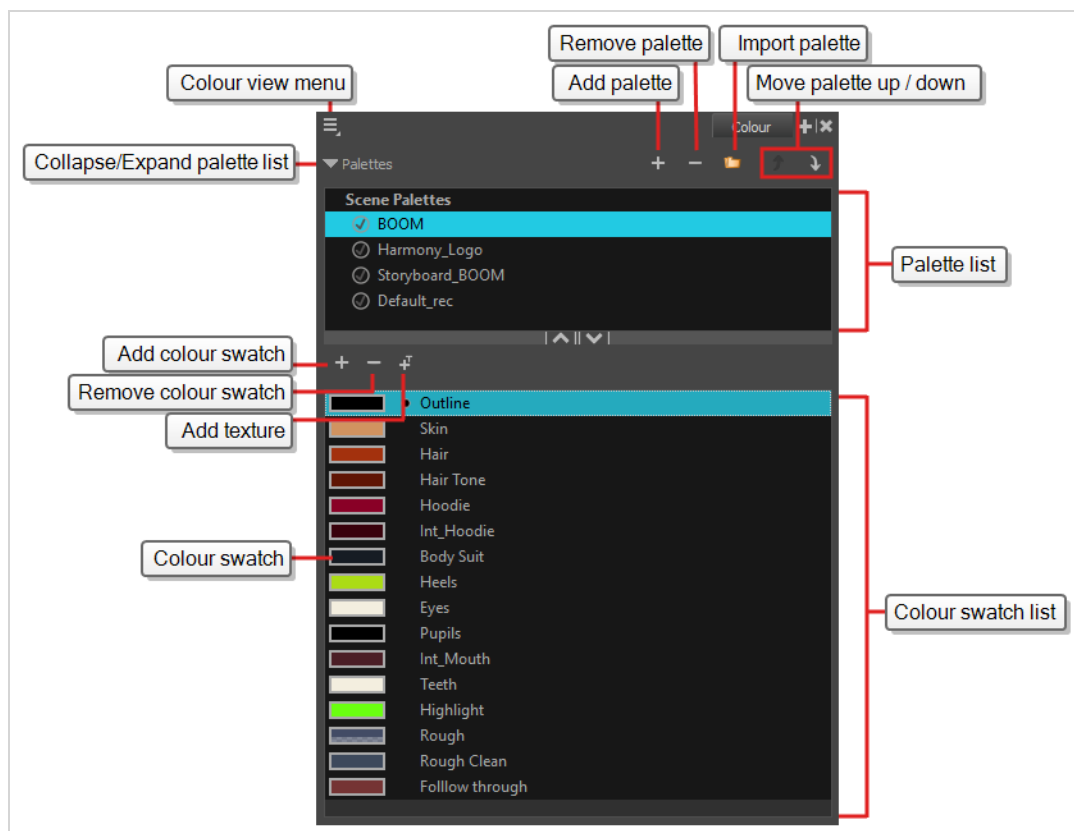 Remove palette
Import palette
Colour view menu
Add palette
Move palette up / down
Colour
Collapse/Expand palette list
Palettes
Scene Palettes
BOOM
Harmony_Logo
Palette list
Storyboard_BOOM
Default_rec
Add colour swatch
Remove colour swatch
Outline
Add texture
Skin
Hair
Hair Tone
Hoodie
Int_Hoodie
Colour swatch
Body Suit
Heels
Eyes
Colour swatch list
Pupils
Int_Mouth
Teeth
Highlight
Rough
Rough Clean
Folllow through